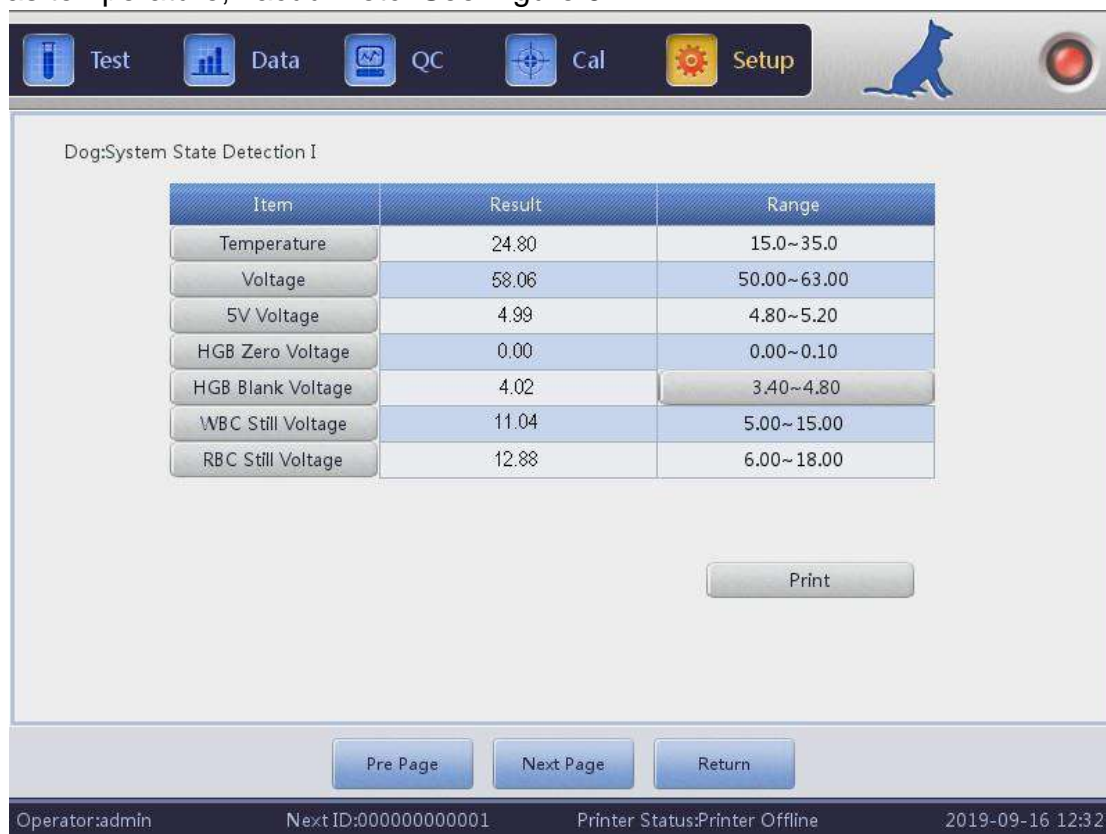 Test Data QC Cal Setup
Dog:System State Detection I
Item Result Range
Temperature 24.80 15.0~35.0
Voltage 58.06 50.00~63.00
5V Voltage 4.99 4.80~5.20
HGB Zero Voltage 0.00 0.00~0.10
HGB Blank Voltage 4.02 3.40~4.80
WBC Still Voltage 11.04 5.00~15.00
RBC Still Voltage 12.88 6.00~18.00
Print
Pre Page Next Page Return
Operator:admin Next ID:000000000001 Printer Status:Printer Offline 2019-09-16 12:32